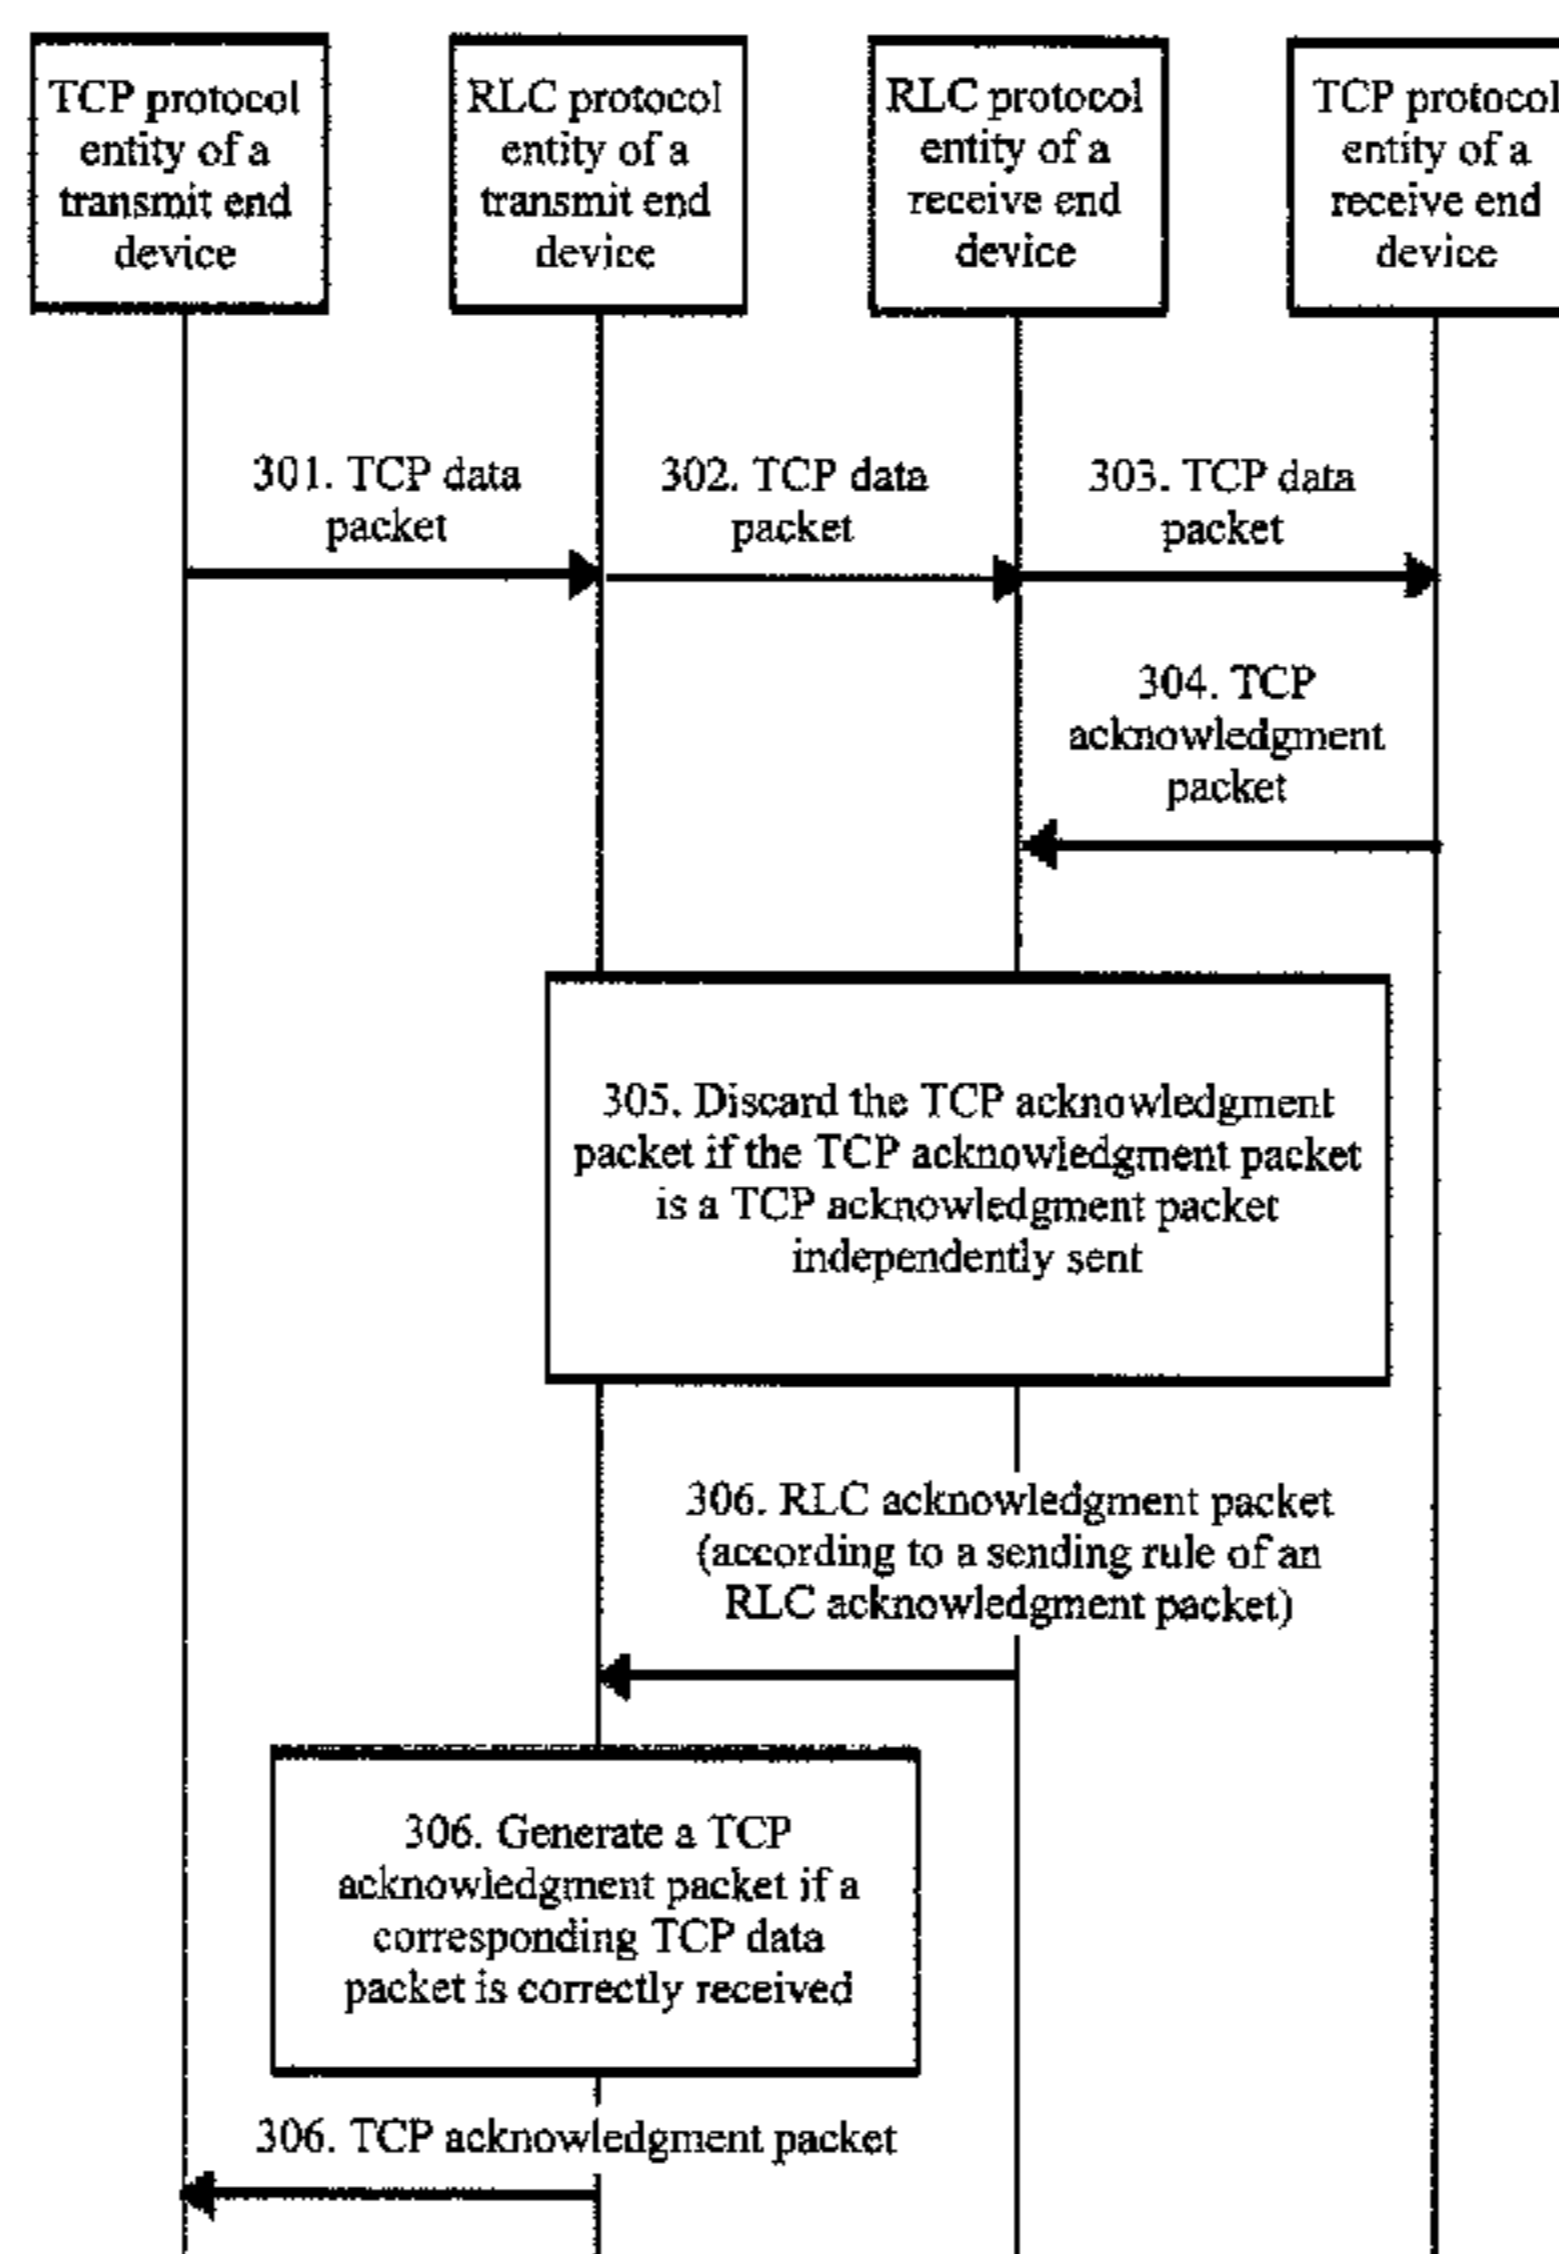 TCP protocol
entity of a
transmit end
device
RLC protocol
entity of a
transmit end
device
RLC protocol
entity of a
receive end
device
TCP protocol
entity of a
receive end
device
301. TCP data
packet
302. TCP data
packet
303. TCP data
packet
304. TCP
acknowledgment
packet
305. Discard the TCP acknowledgment
packet if the TCP acknowledgment packet
is a TCP acknowledgment packet
independently sent
306. RLC acknowledgment packet
(according to a sending rule of an
RLC acknowledgment packet)
306. Generate a TCP
acknowledgment packet if a
corresponding TCP data
packet is correctly received
306. TCP acknowledgment packet